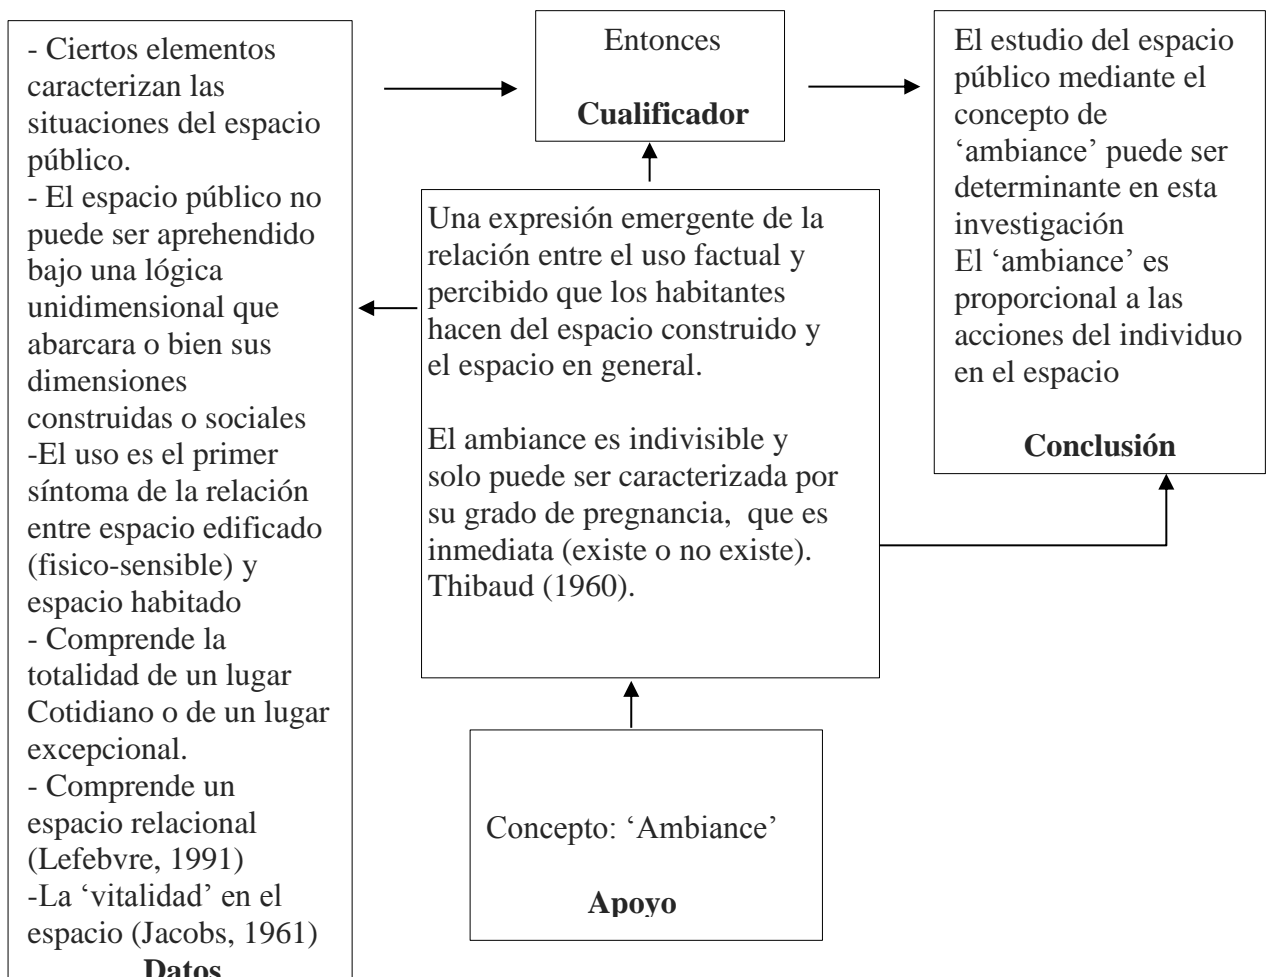 - Ciertos elementos
caracterizan las
situaciones del espacio
público.
- El espacio público no
puede ser aprehendido
bajo una lógica
unidimensional que
abarcara o bien sus
dimensiones
construidas o sociales
-El uso es el primer
síntoma de la relación
entre espacio edificado
(fisico-sensible) y
espacio habitado
- Comprende la
totalidad de un lugar
Cotidiano o de un lugar
excepcional.
- Comprende un
espacio relacional
(Lefebvre, 1991)
-La ‘vitalidad’ en el
espacio (Jacobs, 1961)
Datos
Entonces
Cualificador
Una expresión emergente de la
relación entre el uso factual y
percibido que los habitantes
hacen del espacio construido y
el espacio en general.
El ambiance es indivisible y
solo puede ser caracterizada por
su grado de pregnancia, que es
inmediata (existe o no existe).
Thibaud (1960).
Concepto: ‘Ambiance’
Apoyo
El estudio del espacio
público mediante el
concepto de
‘ambiance’ puede ser
determinante en esta
investigación
El ‘ambiance’ es
proporcional a las
acciones del individuo
en el espacio
Conclusión